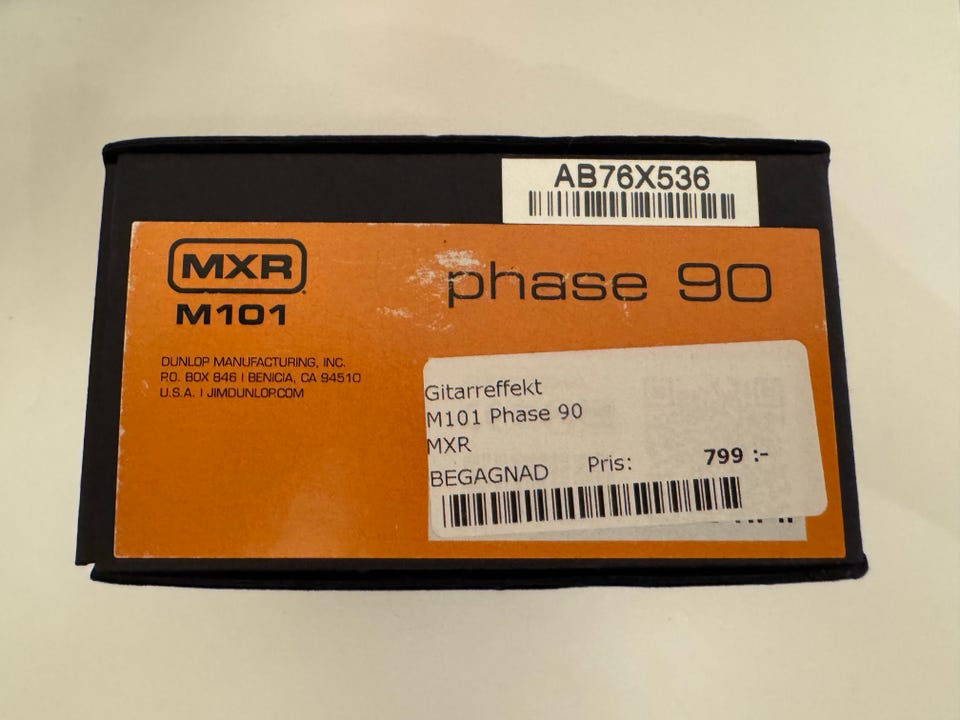 AB76X536
MXR
M101
phase 90
DUNLOP MANUFACTURING, INC.
P.O. BOX 846 | BENICIA, CA 94510
U.S.A. | JIMDUNLOP.COM
Gitarreffekt
M101 Phase 90
MXR
BEGAGNAD Pris: 799 :-